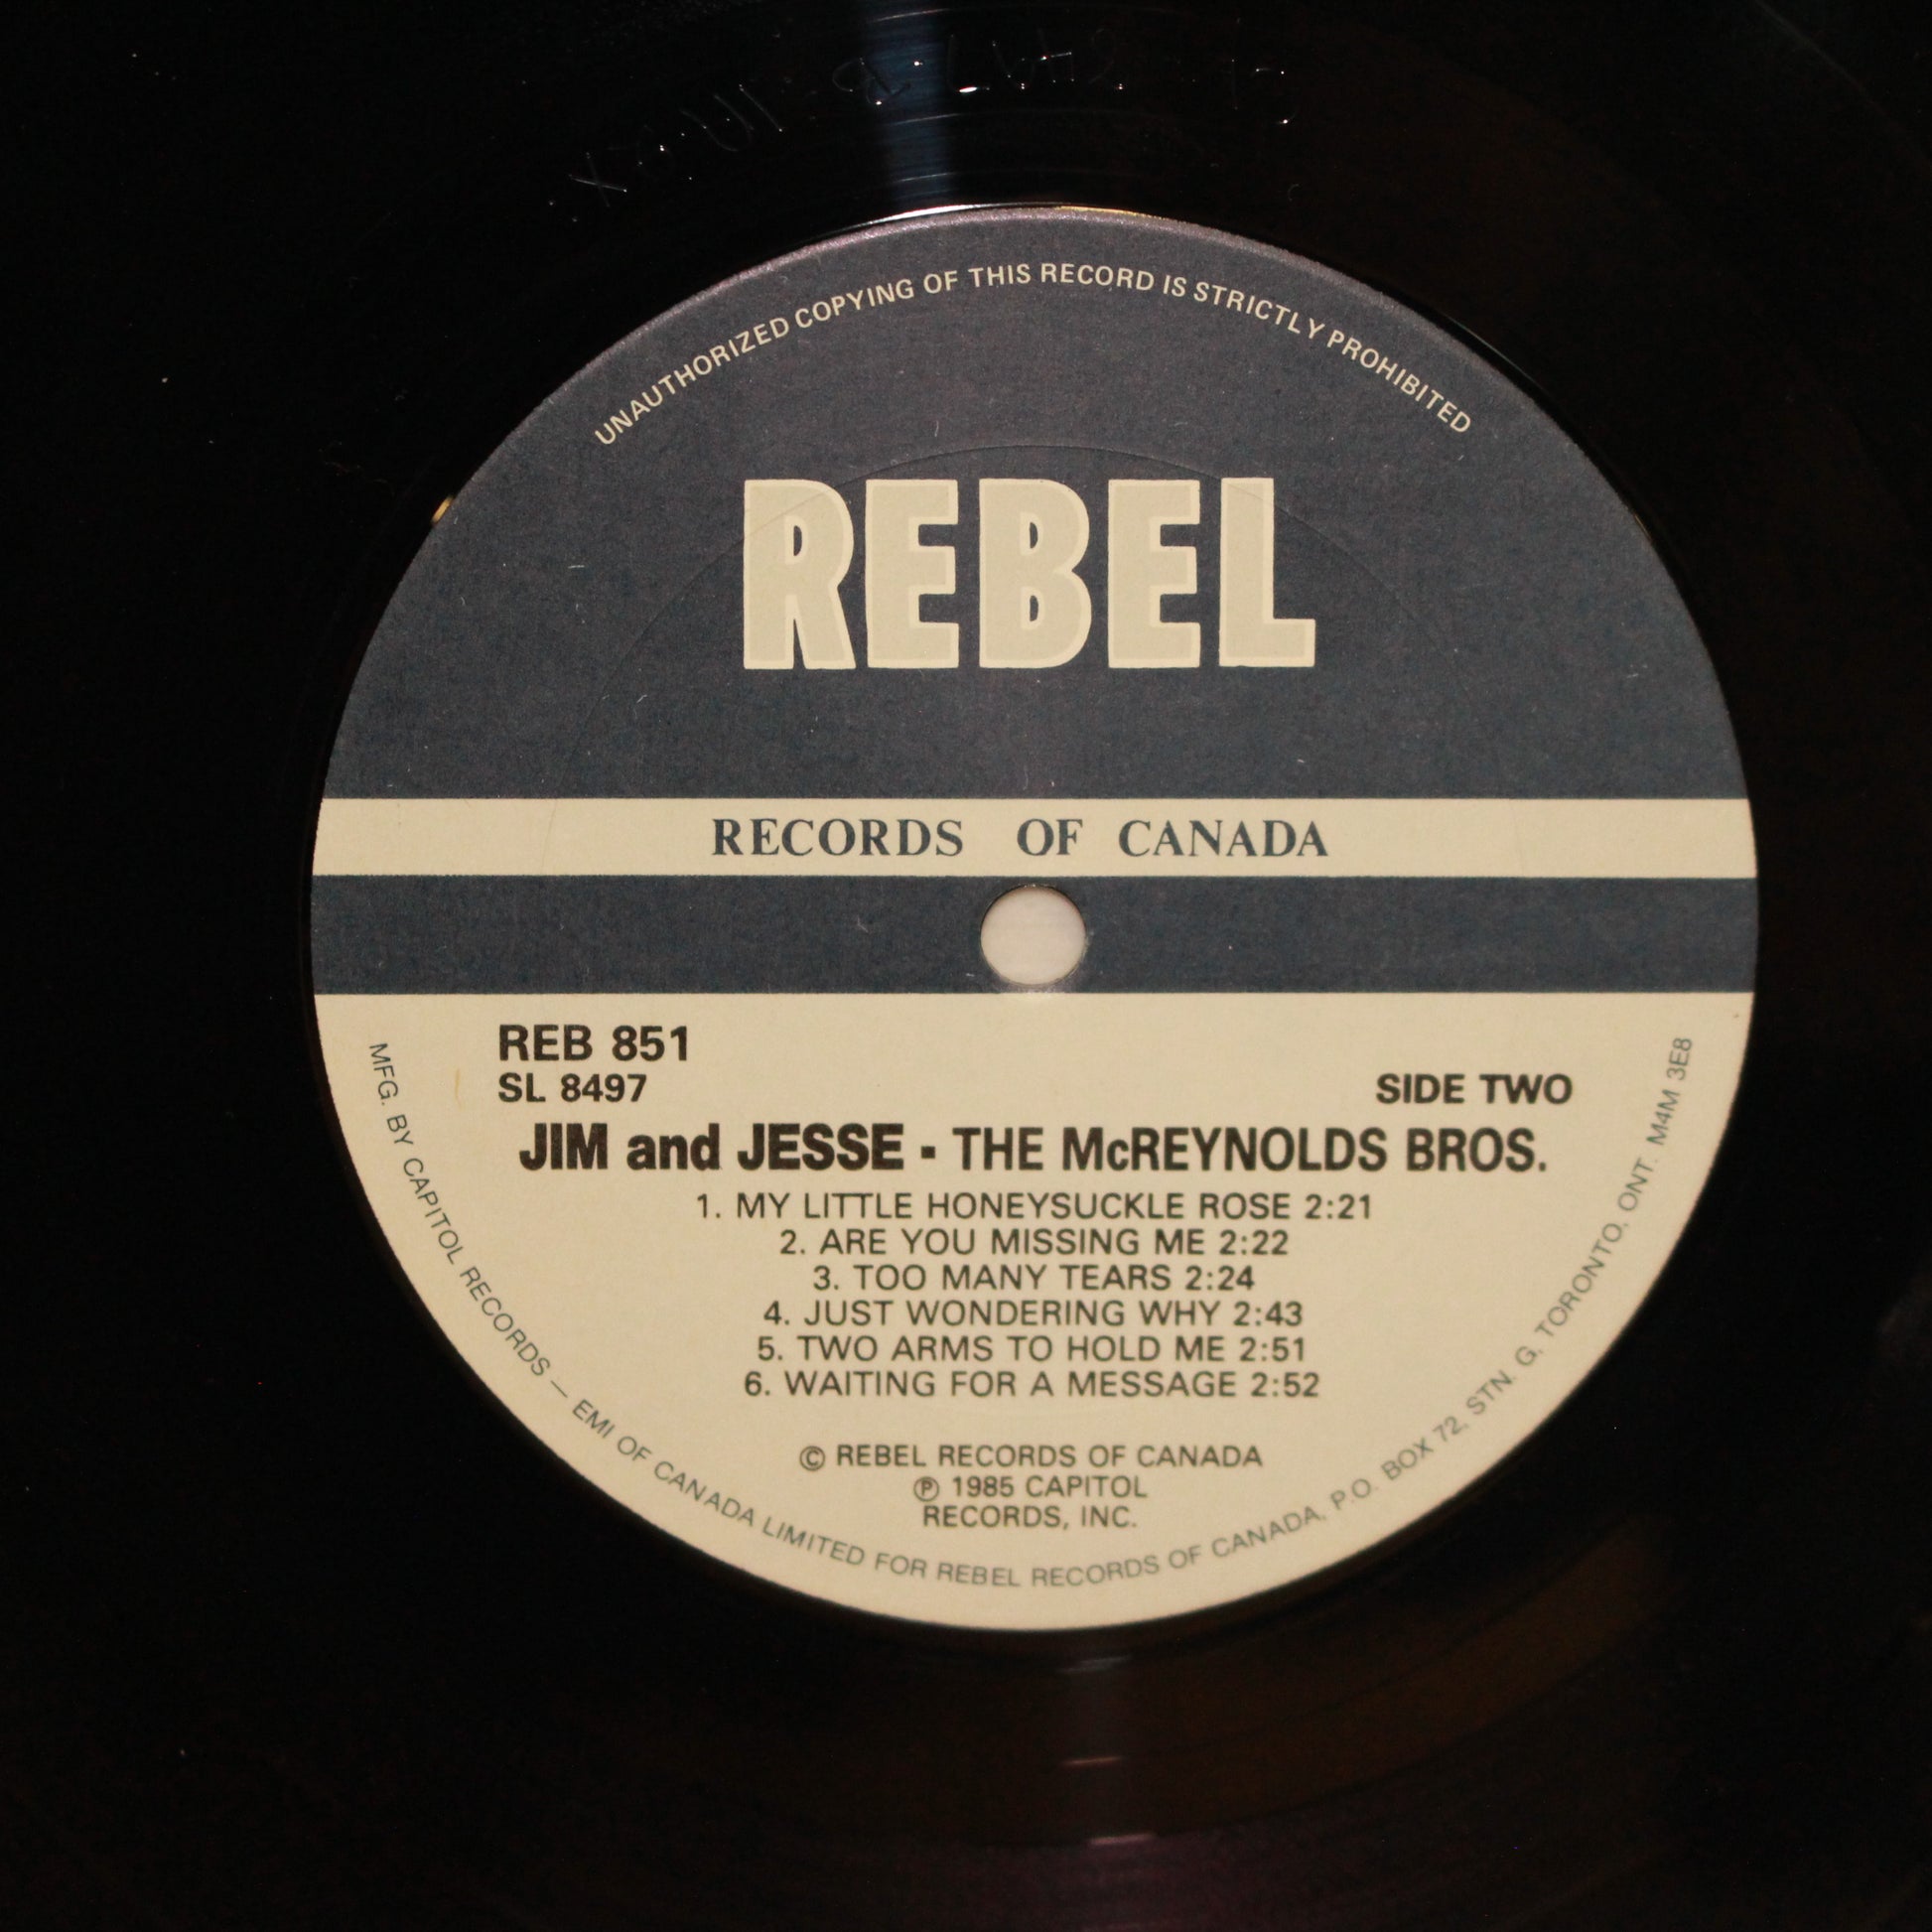 UNAUTHORIZED COPYING OF THIS RECORD IS STRICTLY PROHIBITED
REBEL
RECORDS OF CANADA
REB 851
SL 8497
SIDE TWO
JIM and JESSE - THE McREYNOLDS BROS.
1. MY LITTLE HONEYSUCKLE ROSE 2:21
2. ARE YOU MISSING ME 2:22
3. TOO MANY TEARS 2:24
4. JUST WONDERING WHY 2:43
5. TWO ARMS TO HOLD ME 2:51
6. WAITING FOR A MESSAGE 2:52
© REBEL RECORDS OF CANADA
℗ 1985 CAPITOL
RECORDS, INC.
MFG. BY CAPITOL RECORDS — EMI OF CANADA LIMITED FOR REBEL RECORDS OF CANADA, P.O. BOX 72, STN. G, TORONTO, ONT. M4M 3E8